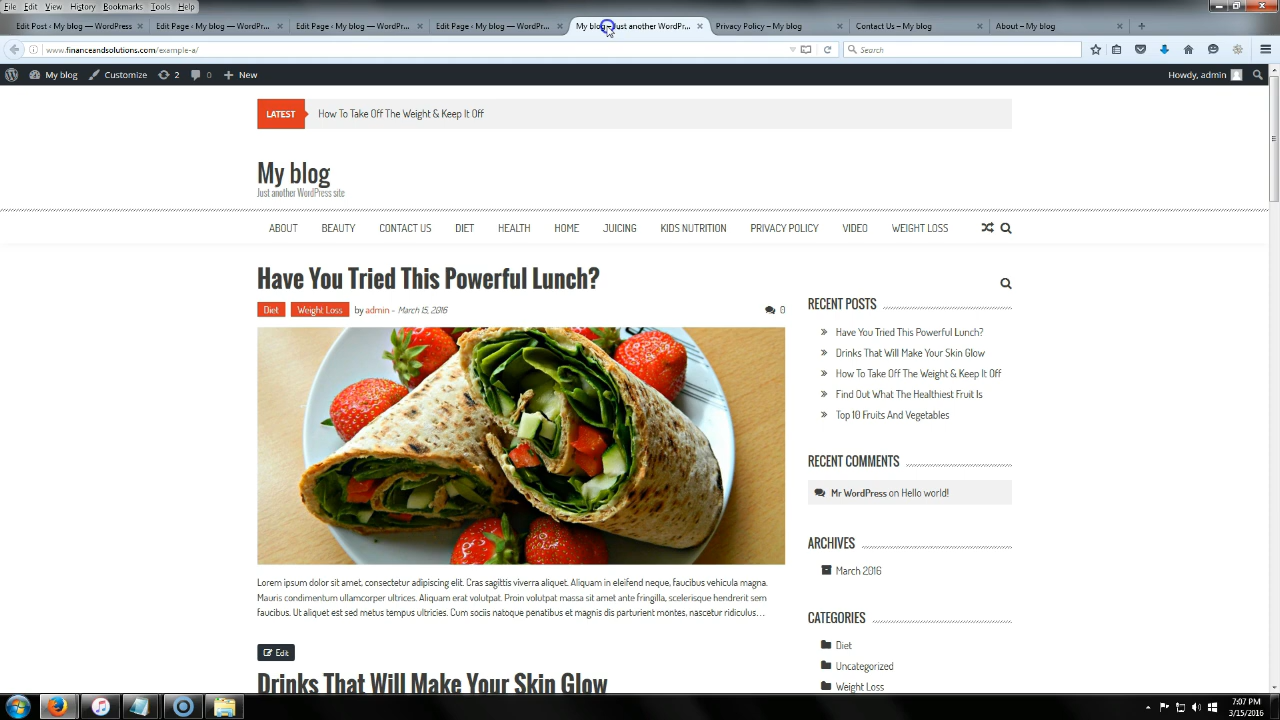 File Edit View History Bookmarks Tools Help
Edit Post ‹ My blog — WordPress × Edit Page ‹ My blog — WordPr... × Edit Page ‹ My blog — WordPr... × Edit Page ‹ My blog — WordPr... × My blog – Just another WordPr... × Privacy Policy – My blog × Contact Us – My blog × About – My blog ×
www.financeandsolutions.com/example-a/ Search
My blog Customize 2 0 New Howdy, admin
LATEST How To Take Off The Weight & Keep It Off
My blog
Just another WordPress site
ABOUT BEAUTY CONTACT US DIET HEALTH HOME JUICING KIDS NUTRITION PRIVACY POLICY VIDEO WEIGHT LOSS
Have You Tried This Powerful Lunch?
Diet Weight Loss by admin - March 15, 2016 0
Lorem ipsum dolor sit amet, consectetur adipiscing elit. Cras sagittis viverra aliquet. Aliquam in eleifend neque, faucibus vehicula magna.
Mauris condimentum ullamcorper ultrices. Aliquam erat volutpat. Proin volutpat massa sit amet ante fringilla, scelerisque hendrerit sem
faucibus. Ut aliquet est sed metus tempus ultricies. Cum sociis natoque penatibus et magnis dis parturient montes, nascetur ridiculus...
Edit
Drinks That Will Make Your Skin Glow
RECENT POSTS
Have You Tried This Powerful Lunch?
Drinks That Will Make Your Skin Glow
How To Take Off The Weight & Keep It Off
Find Out What The Healthiest Fruit Is
Top 10 Fruits And Vegetables
RECENT COMMENTS
Mr WordPress on Hello world!
ARCHIVES
March 2016
CATEGORIES
Diet
Uncategorized
Weight Loss
7:07 PM
3/15/2016